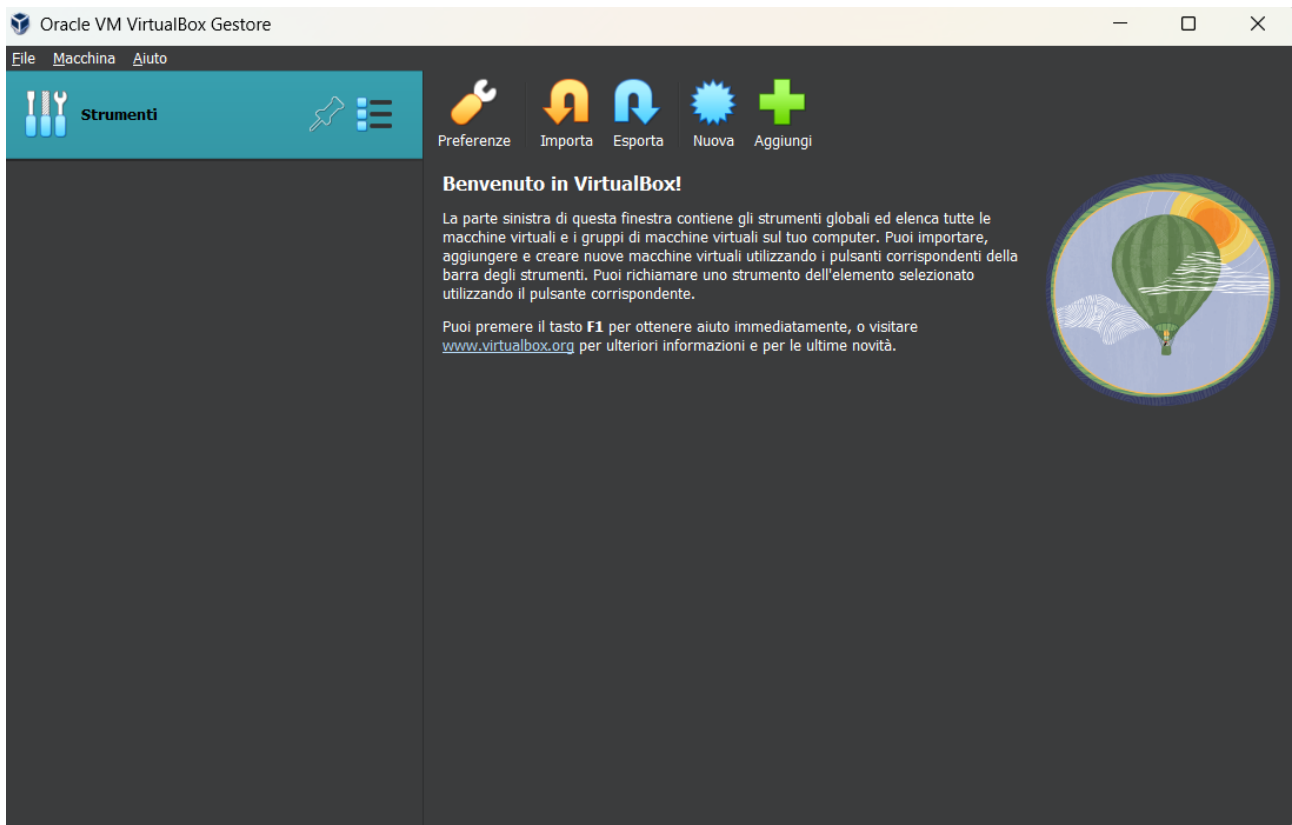 Oracle VM VirtualBox Gestore
File Macchina Aiuto
Strumenti
Preferenze Importa Esporta Nuova Aggiungi
Benvenuto in VirtualBox!
La parte sinistra di questa finestra contiene gli strumenti globali ed elenca tutte le
macchine virtuali e i gruppi di macchine virtuali sul tuo computer. Puoi importare,
aggiungere e creare nuove macchine virtuali utilizzando i pulsanti corrispondenti della
barra degli strumenti. Puoi richiamare uno strumento dell'elemento selezionato
utilizzando il pulsante corrispondente.
Puoi premere il tasto F1 per ottenere aiuto immediatamente, o visitare
www.virtualbox.org per ulteriori informazioni e per le ultime novità.